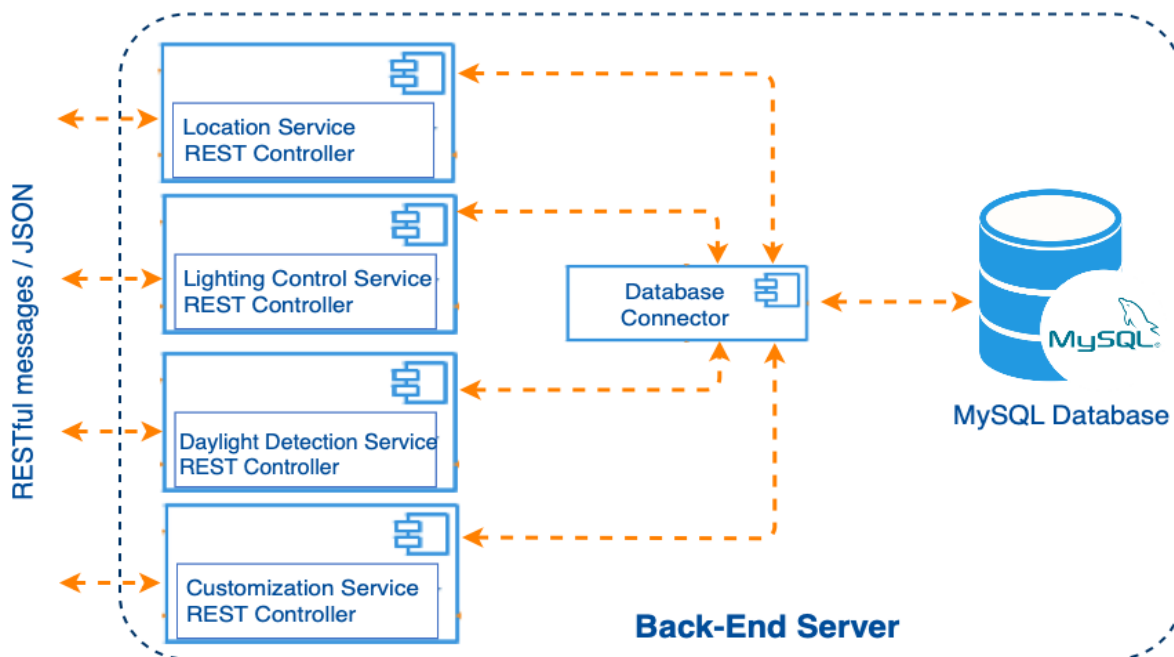 RESTful messages / JSON
Location Service
REST Controller
Lighting Control Service
REST Controller
Daylight Detection Service
REST Controller
Customization Service
REST Controller
Database
Connector
MySQL®
MySQL Database
Back-End Server